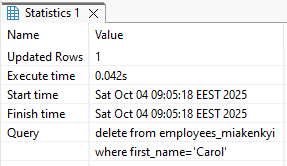 Statistics 1
Name Value
Updated Rows 1
Execute time 0.042s
Start time Sat Oct 04 09:05:18 EEST 2025
Finish time Sat Oct 04 09:05:18 EEST 2025
Query delete from employees_miakenkyi
where first_name='Carol'